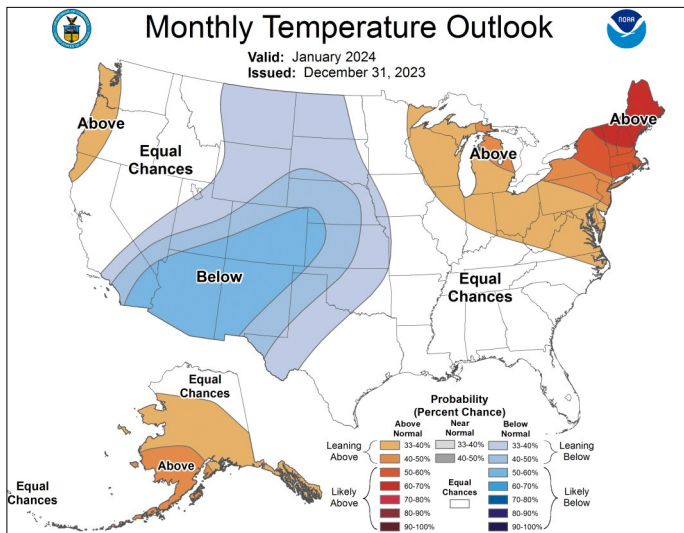 Monthly Temperature Outlook
NOAA
Valid: January 2024
Issued: December 31, 2023
Above
Equal
Chances
Above
Above
Below
Equal
Chances
Equal
Chances
Above
Equal
Chances
Probability
(Percent Chance)
Above
Normal
Near
Normal
Below
Normal
Leaning
Above
33-40%
33-40%
33-40%
Leaning
Below
40-50%
40-50%
40-50%
Likely
Above
50-60%
Equal
Chances
50-60%
Likely
Below
60-70%
60-70%
70-80%
70-80%
80-90%
80-90%
90-100%
90-100%